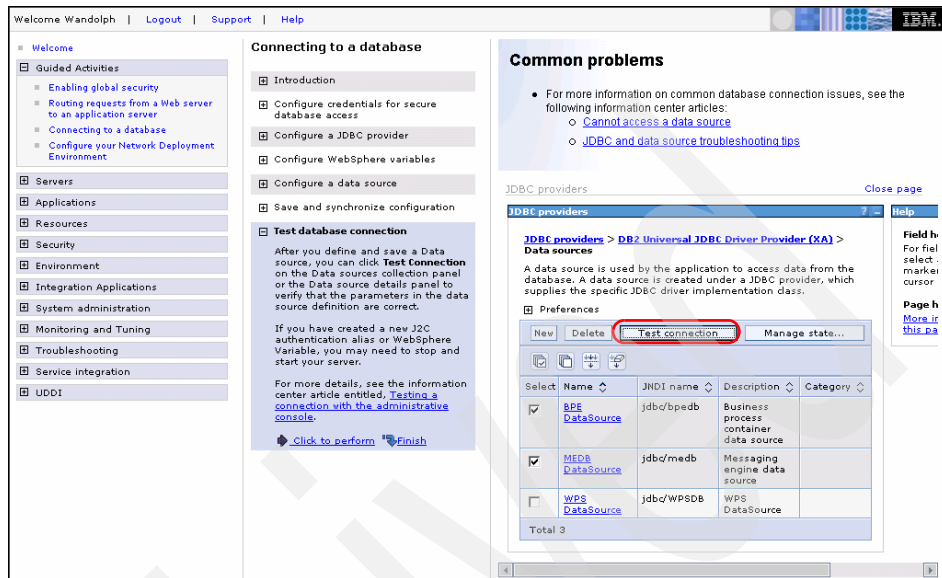 Welcome Wandolph | Logout | Support | Help
IBM.
Welcome
Guided Activities
Enabling global security
Routing requests from a Web server
to an application server
Connecting to a database
Configure your Network Deployment
Environment
Servers
Applications
Resources
Security
Environment
Integration Applications
System administration
Monitoring and Tuning
Troubleshooting
Service integration
UDDI
Connecting to a database
Introduction
Configure credentials for secure
database access
Configure a JDBC provider
Configure WebSphere variables
Configure a data source
Save and synchronize configuration
Test database connection
After you define and save a Data
source, you can click Test Connection
on the Data sources collection panel
or the Data source details panel to
verify that the parameters in the data
source definition are correct.
If you have created a new J2C
authentication alias or WebSphere
Variable, you may need to stop and
start your server.
For more details, see the information
center article entitled, Testing a
connection with the administrative
console.
Click to perform Finish
Common problems
For more information on common database connection issues, see the
following information center articles:
Cannot access a data source
JDBC and data source troubleshooting tips
JDBC providers Close page
JDBC providers ? –
JDBC providers > DB2 Universal JDBC Driver Provider (XA) >
Data sources
A data source is used by the application to access data from the
database. A data source is created under a JDBC provider, which
supplies the specific JDBC driver implementation class.
Preferences
New Delete Test connection Manage state...
Select Name JNDI name Description Category
BPE
DataSource
jdbc/bpedb
Business
process
container
data source
MEDB
DataSource
jdbc/medb
Messaging
engine data
source
WPS
DataSource
jdbc/WPSDB
WPS
DataSource
Total 3
Help
Field h
For fiel
select
marker
cursor
Page h
More in
this pa